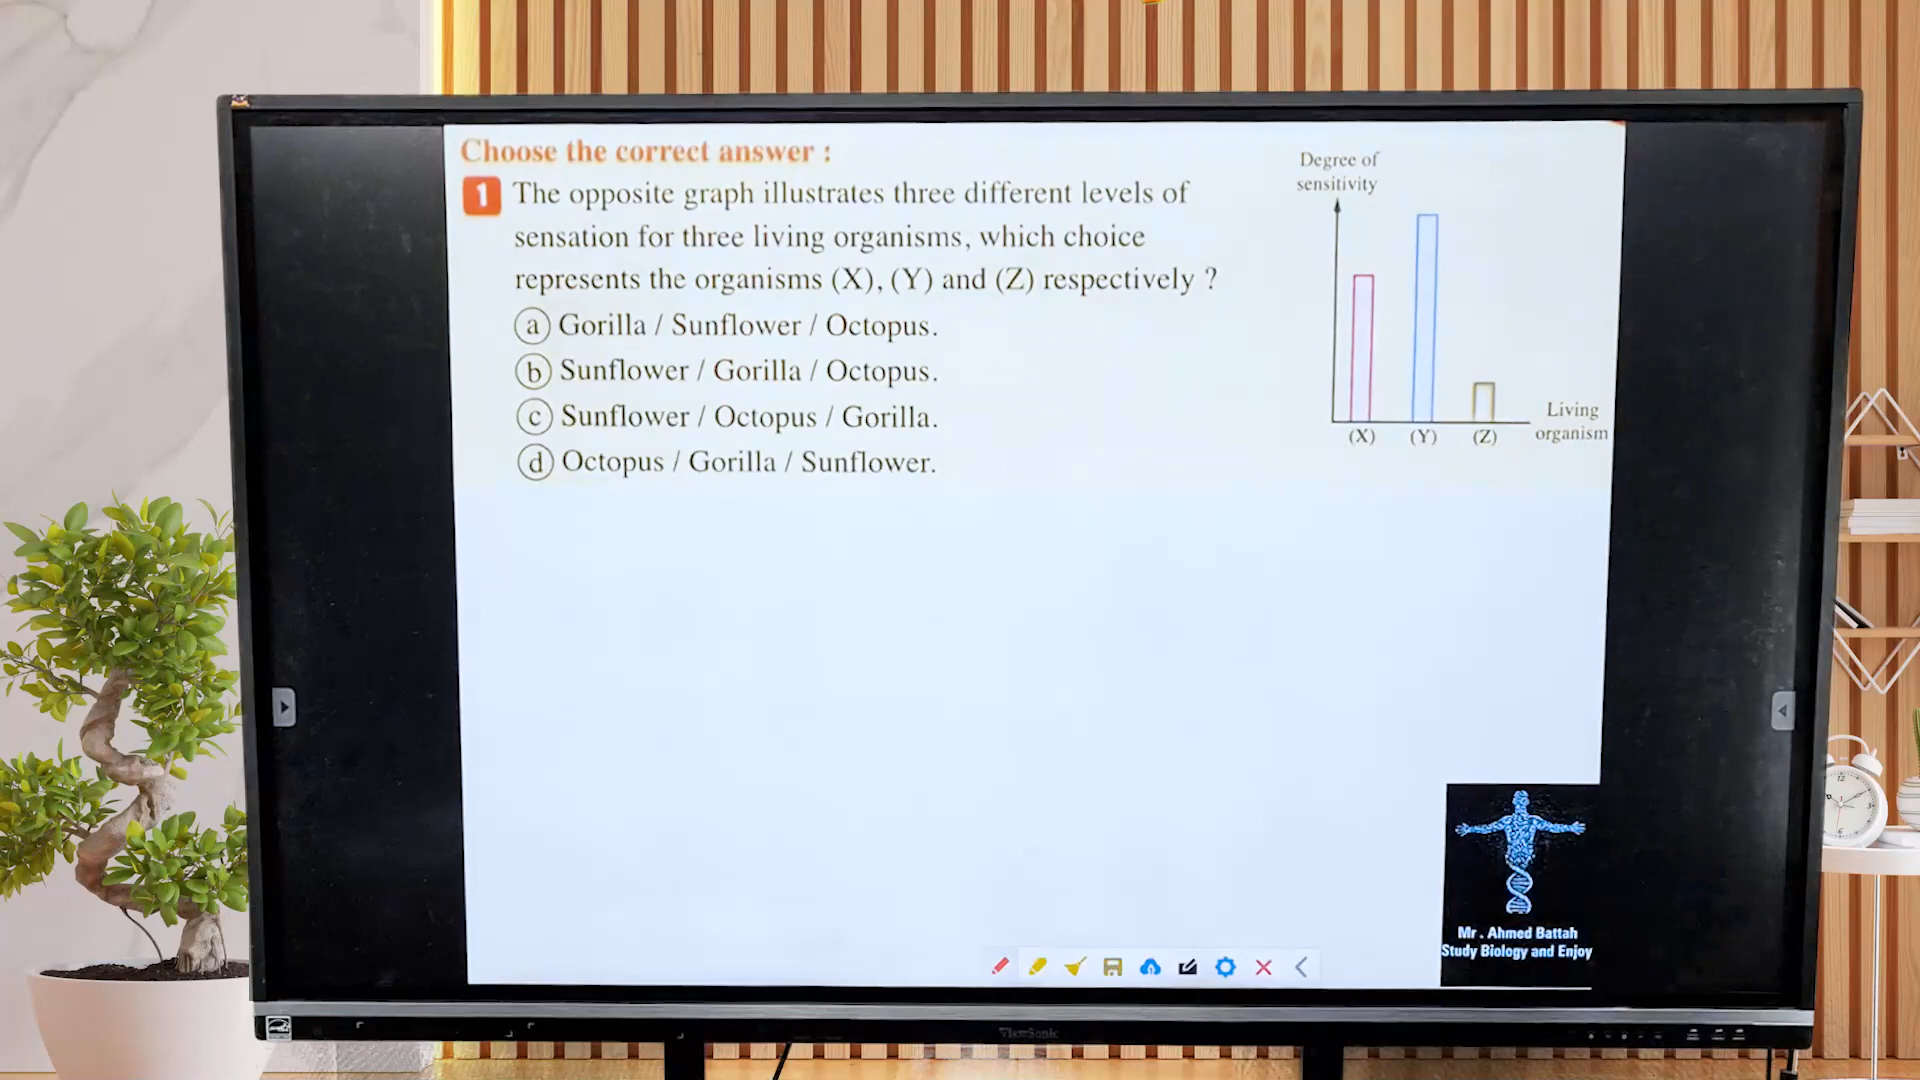 Choose the correct answer :
1 The opposite graph illustrates three different levels of
sensation for three living organisms, which choice
represents the organisms (X), (Y) and (Z) respectively ?
a Gorilla / Sunflower / Octopus.
b Sunflower / Gorilla / Octopus.
c Sunflower / Octopus / Gorilla.
d Octopus / Gorilla / Sunflower.
Degree of
sensitivity
(X) (Y) (Z)
Living
organism
Mr . Ahmed Battah
Study Biology and Enjoy
ViewSonic